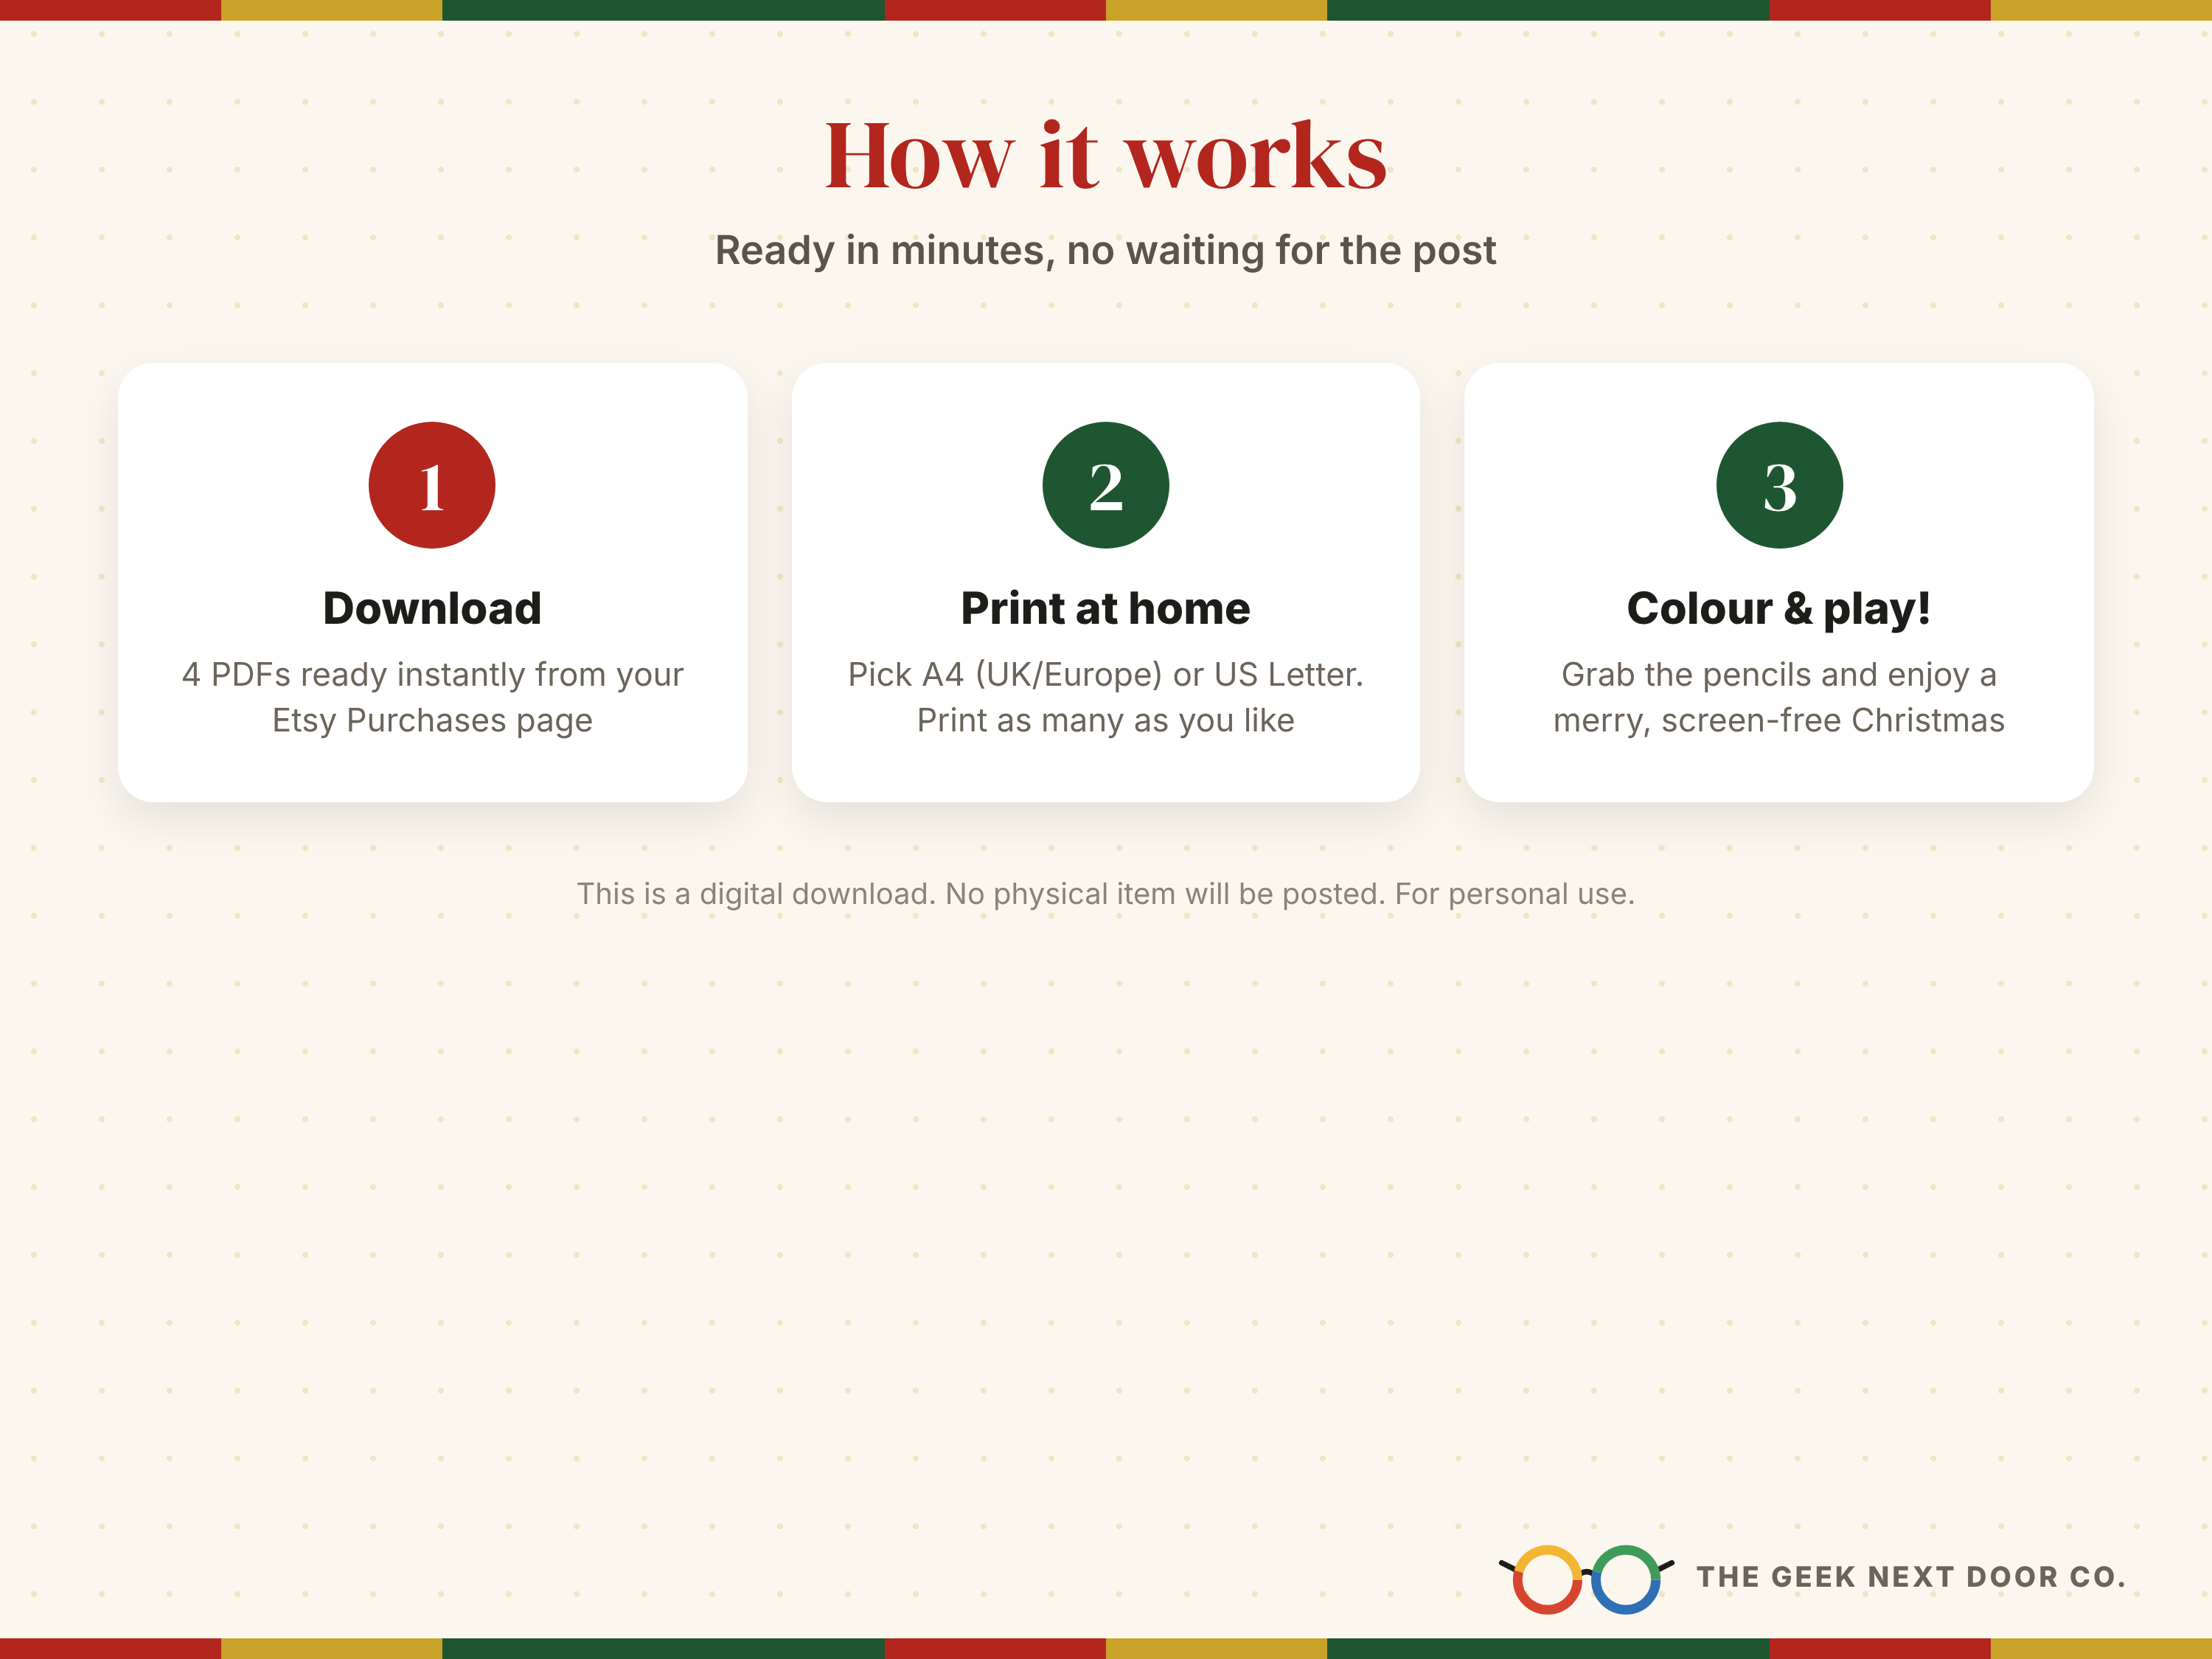 How it works
Ready in minutes, no waiting for the post
1
Download
4 PDFs ready instantly from your
Etsy Purchases page
2
Print at home
Pick A4 (UK/Europe) or US Letter.
Print as many as you like
3
Colour & play!
Grab the pencils and enjoy a
merry, screen-free Christmas
This is a digital download. No physical item will be posted. For personal use.
THE GEEK NEXT DOOR CO.